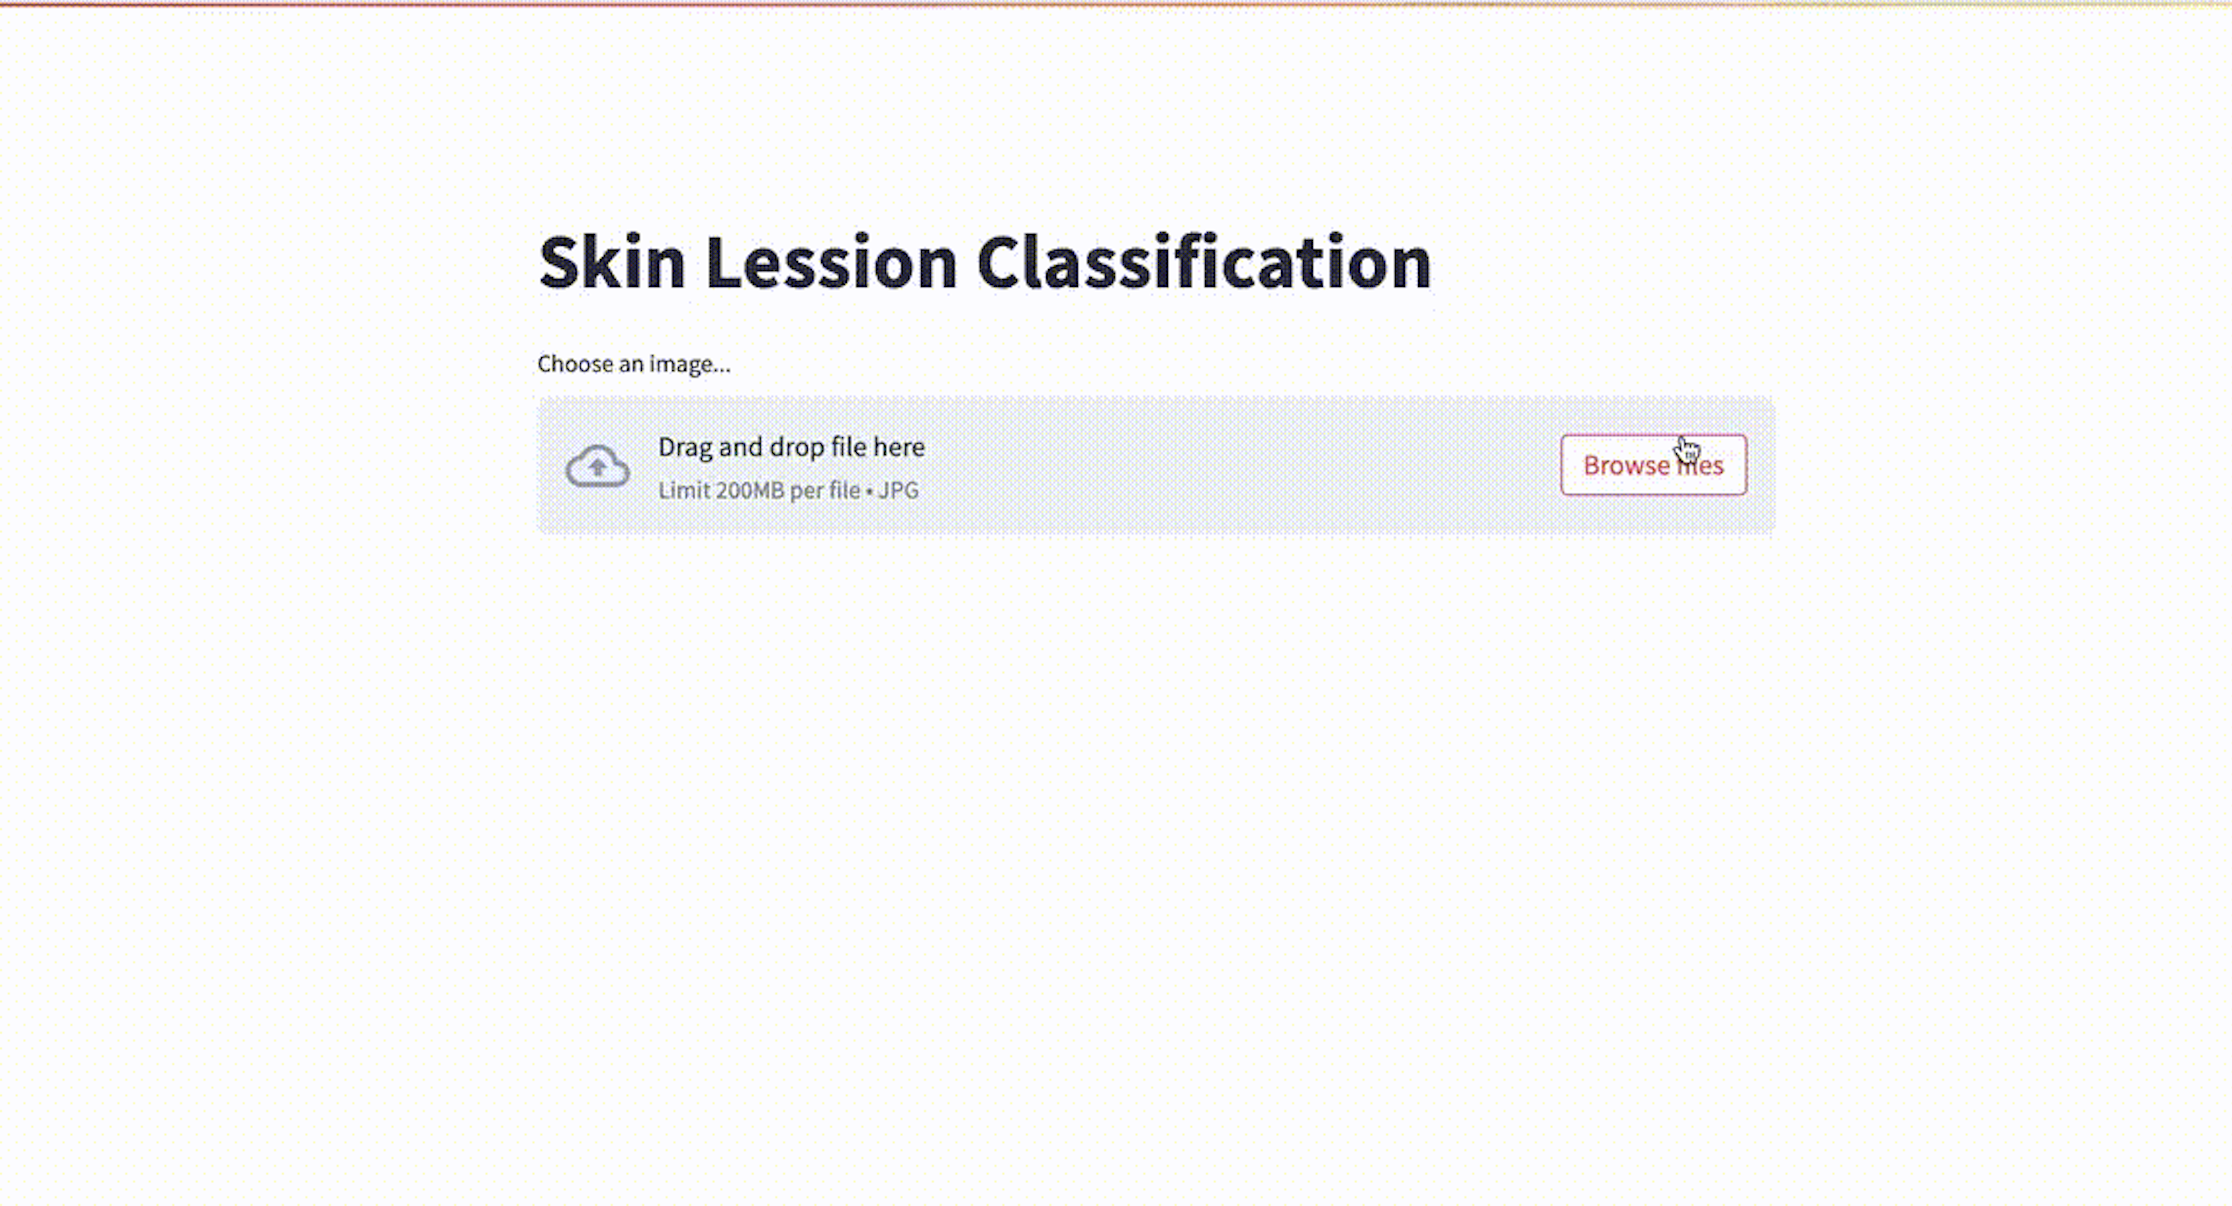 Skin Lession Classification
Choose an image...
Drag and drop file here
Limit 200MB per file • JPG
Browse files